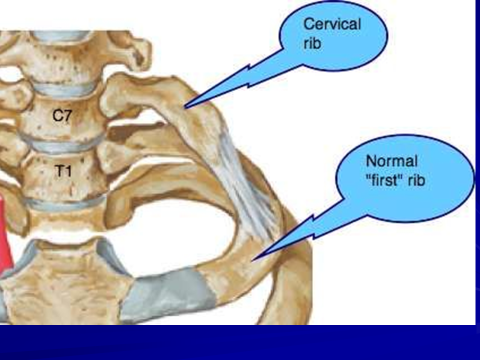 Cervical
rib
C7
T1
Normal
"first" rib